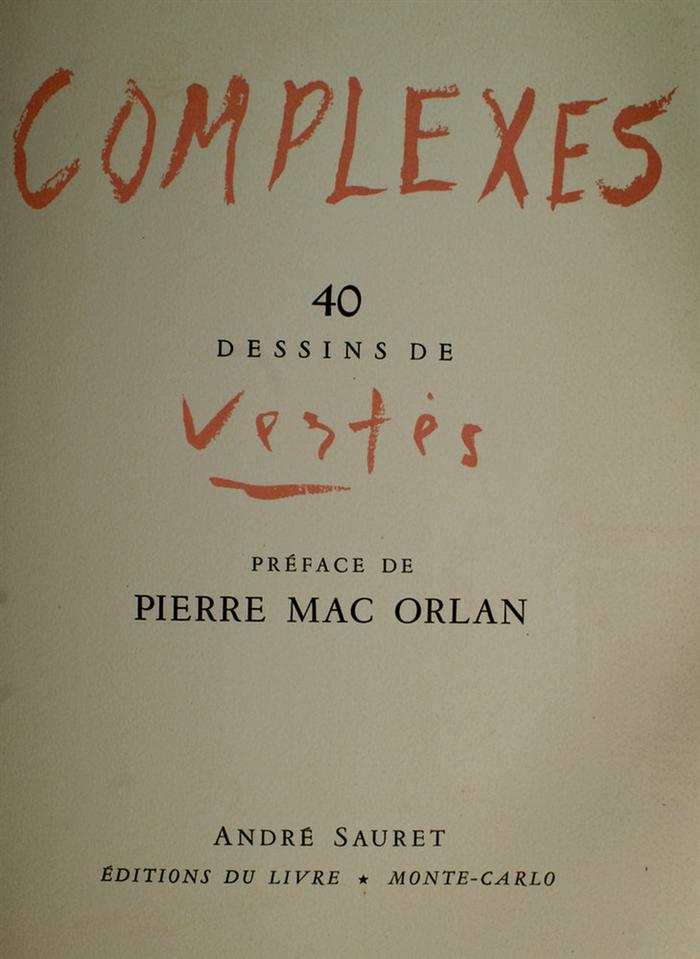 COMPLEXES
40
DESSINS DE
Vertès
PRÉFACE DE
PIERRE MAC ORLAN
ANDRÉ SAURET
ÉDITIONS DU LIVRE ★ MONTE-CARLO